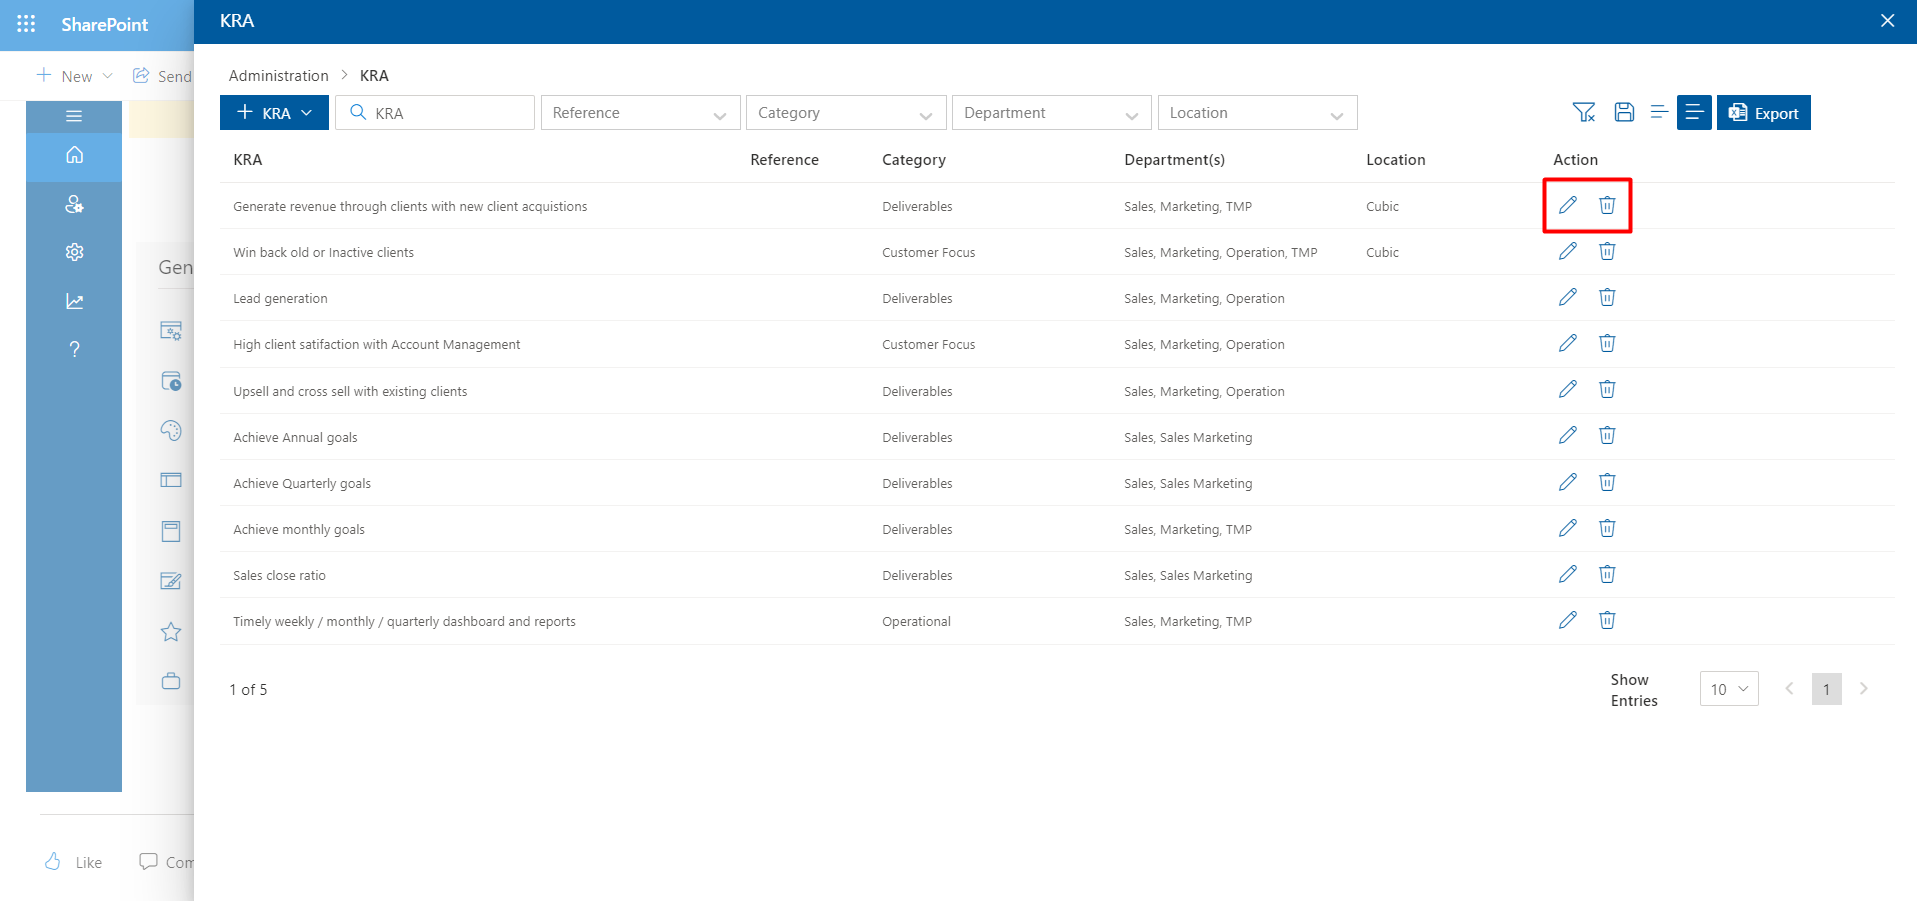 SharePoint
KRA
New
Send
Administration > KRA
KRA
KRA
Reference
Category
Department
Location
Export
KRA Reference Category Department(s) Location Action
Generate revenue through clients with new client acquistions Deliverables Sales, Marketing, TMP Cubic
Win back old or Inactive clients Customer Focus Sales, Marketing, Operation, TMP Cubic
Lead generation Deliverables Sales, Marketing, Operation
High client satifaction with Account Management Customer Focus Sales, Marketing, Operation
Upsell and cross sell with existing clients Deliverables Sales, Marketing, Operation
Achieve Annual goals Deliverables Sales, Sales Marketing
Achieve Quarterly goals Deliverables Sales, Sales Marketing
Achieve monthly goals Deliverables Sales, Marketing, TMP
Sales close ratio Deliverables Sales, Sales Marketing
Timely weekly / monthly / quarterly dashboard and reports Operational Sales, Marketing, TMP
1 of 5
Show
Entries
10
1
Gen
Like
Com